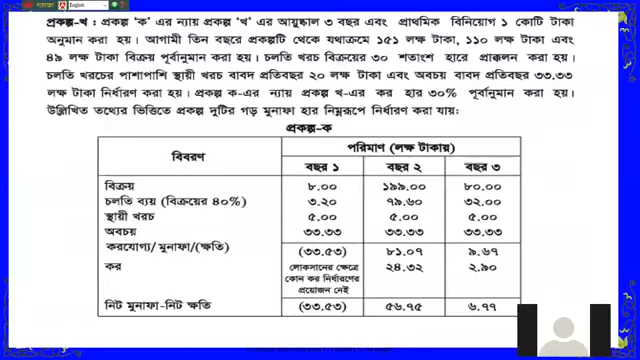 প্রকল্প-খ : প্রকল্প 'ক' এর ন্যায় প্রকল্প 'খ' এর আয়ুষ্কাল ৩ বছর এবং প্রাথমিক বিনিয়োগ ১ কোটি টাকা
অনুমান করা হয়। আগামী তিন বছরে প্রকল্পটি থেকে যথাক্রমে ১৫১ লক্ষ টাকা, ১১০ লক্ষ টাকা এবং
৪৯ লক্ষ টাকা বিক্রয় পূর্বানুমান করা হয়। চলতি খরচ বিক্রয়ের ৩০ শতাংশ হারে প্রাক্কলন করা হয়।
চলতি খরচের পাশাপাশি স্থায়ী খরচ বাবদ প্রতিবছর ২০ লক্ষ টাকা এবং অবচয় বাবদ প্রতিবছর ৩৩.৩৩
লক্ষ টাকা নির্ধারণ করা হয়। প্রকল্প ক-এর ন্যায় প্রকল্প খ-এর কর হার ৩০% পূর্বানুমান করা হয়।
উল্লিখিত তথ্যের ভিত্তিতে প্রকল্প দুটির গড় মুনাফা হার নিম্নরূপে নির্ধারণ করা যায়:
প্রকল্প-ক
বিবরণ পরিমাণ (লক্ষ টাকায়)
বছর ১ বছর ২ বছর ৩
বিক্রয় ৮.০০ ১৯৯.০০ ৮০.০০
চলতি ব্যয় (বিক্রয়ের ৪০%) ৩.২০ ৭৯.৬০ ৩২.০০
স্থায়ী খরচ ৫.০০ ৫.০০ ৫.০০
অবচয় ৩৩.৩৩ ৩৩.৩৩ ৩৩.৩৩
করযোগ্য/ মুনাফা/(ক্ষতি) (৩৩.৫৩) ৮১.০৭ ৯.৬৭
কর লোকসানের ক্ষেত্রে ২৪.৩২ ২.৯০
কোন কর নির্ধারণের
প্রয়োজন নেই
নিট মুনাফা-নিট ক্ষতি (৩৩.৫৩) ৫৬.৭৫ ৬.৭৭